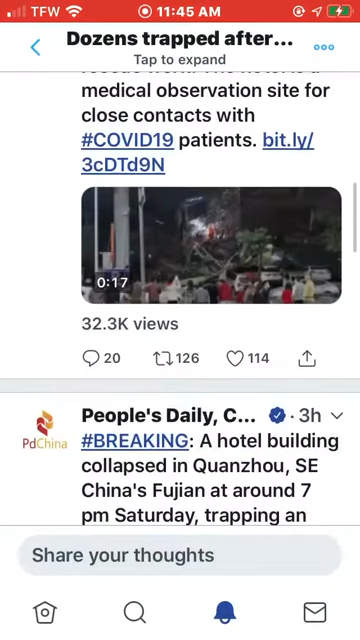 TFW 11:45 AM
Dozens trapped after...
Tap to expand
medical observation site for
close contacts with
#COVID19 patients. bit.ly/
3cDTd9N
0:17
32.3K views
20 126 114
People's Daily, C... · 3h
PdChina
#BREAKING: A hotel building
collapsed in Quanzhou, SE
China's Fujian at around 7
pm Saturday, trapping an
Share your thoughts